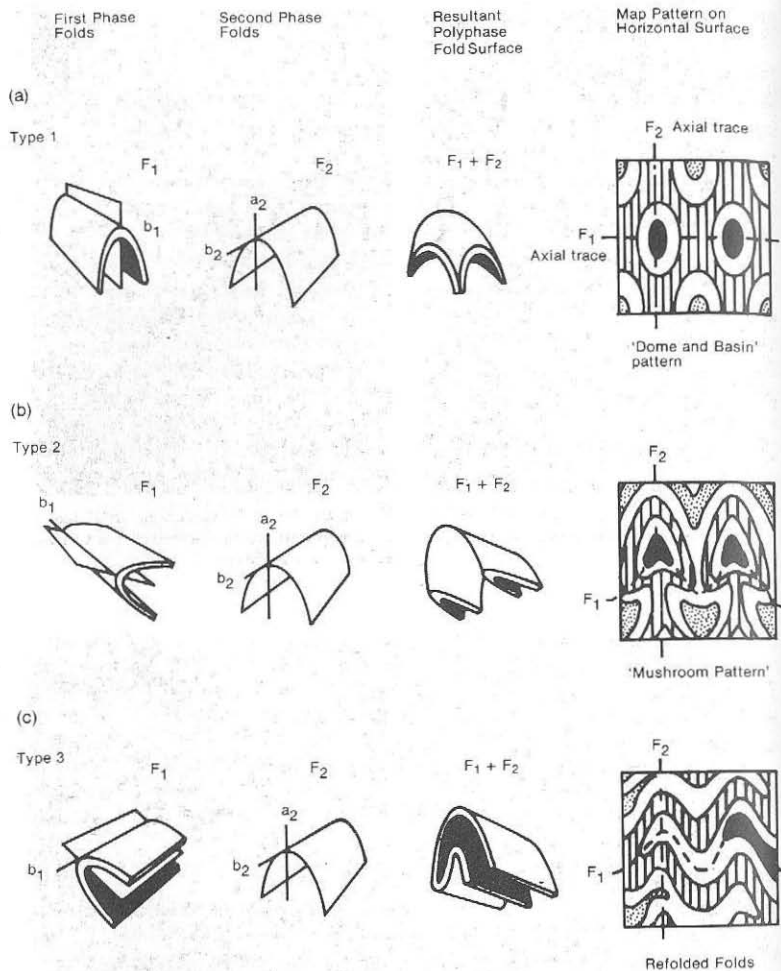 First Phase
Folds
Second Phase
Folds
Resultant
Polyphase
Fold Surface
Map Pattern on
Horizontal Surface
(a)
Type 1
F1
b1
F2
a2
b2
F1 + F2
F2 Axial trace
F1
Axial trace
'Dome and Basin'
pattern
(b)
Type 2
F1
b1
F2
a2
b2
F1 + F2
F2
F1
'Mushroom Pattern'
(c)
Type 3
F1
b1
F2
a2
b2
F1 + F2
F2
F1
Refolded Folds